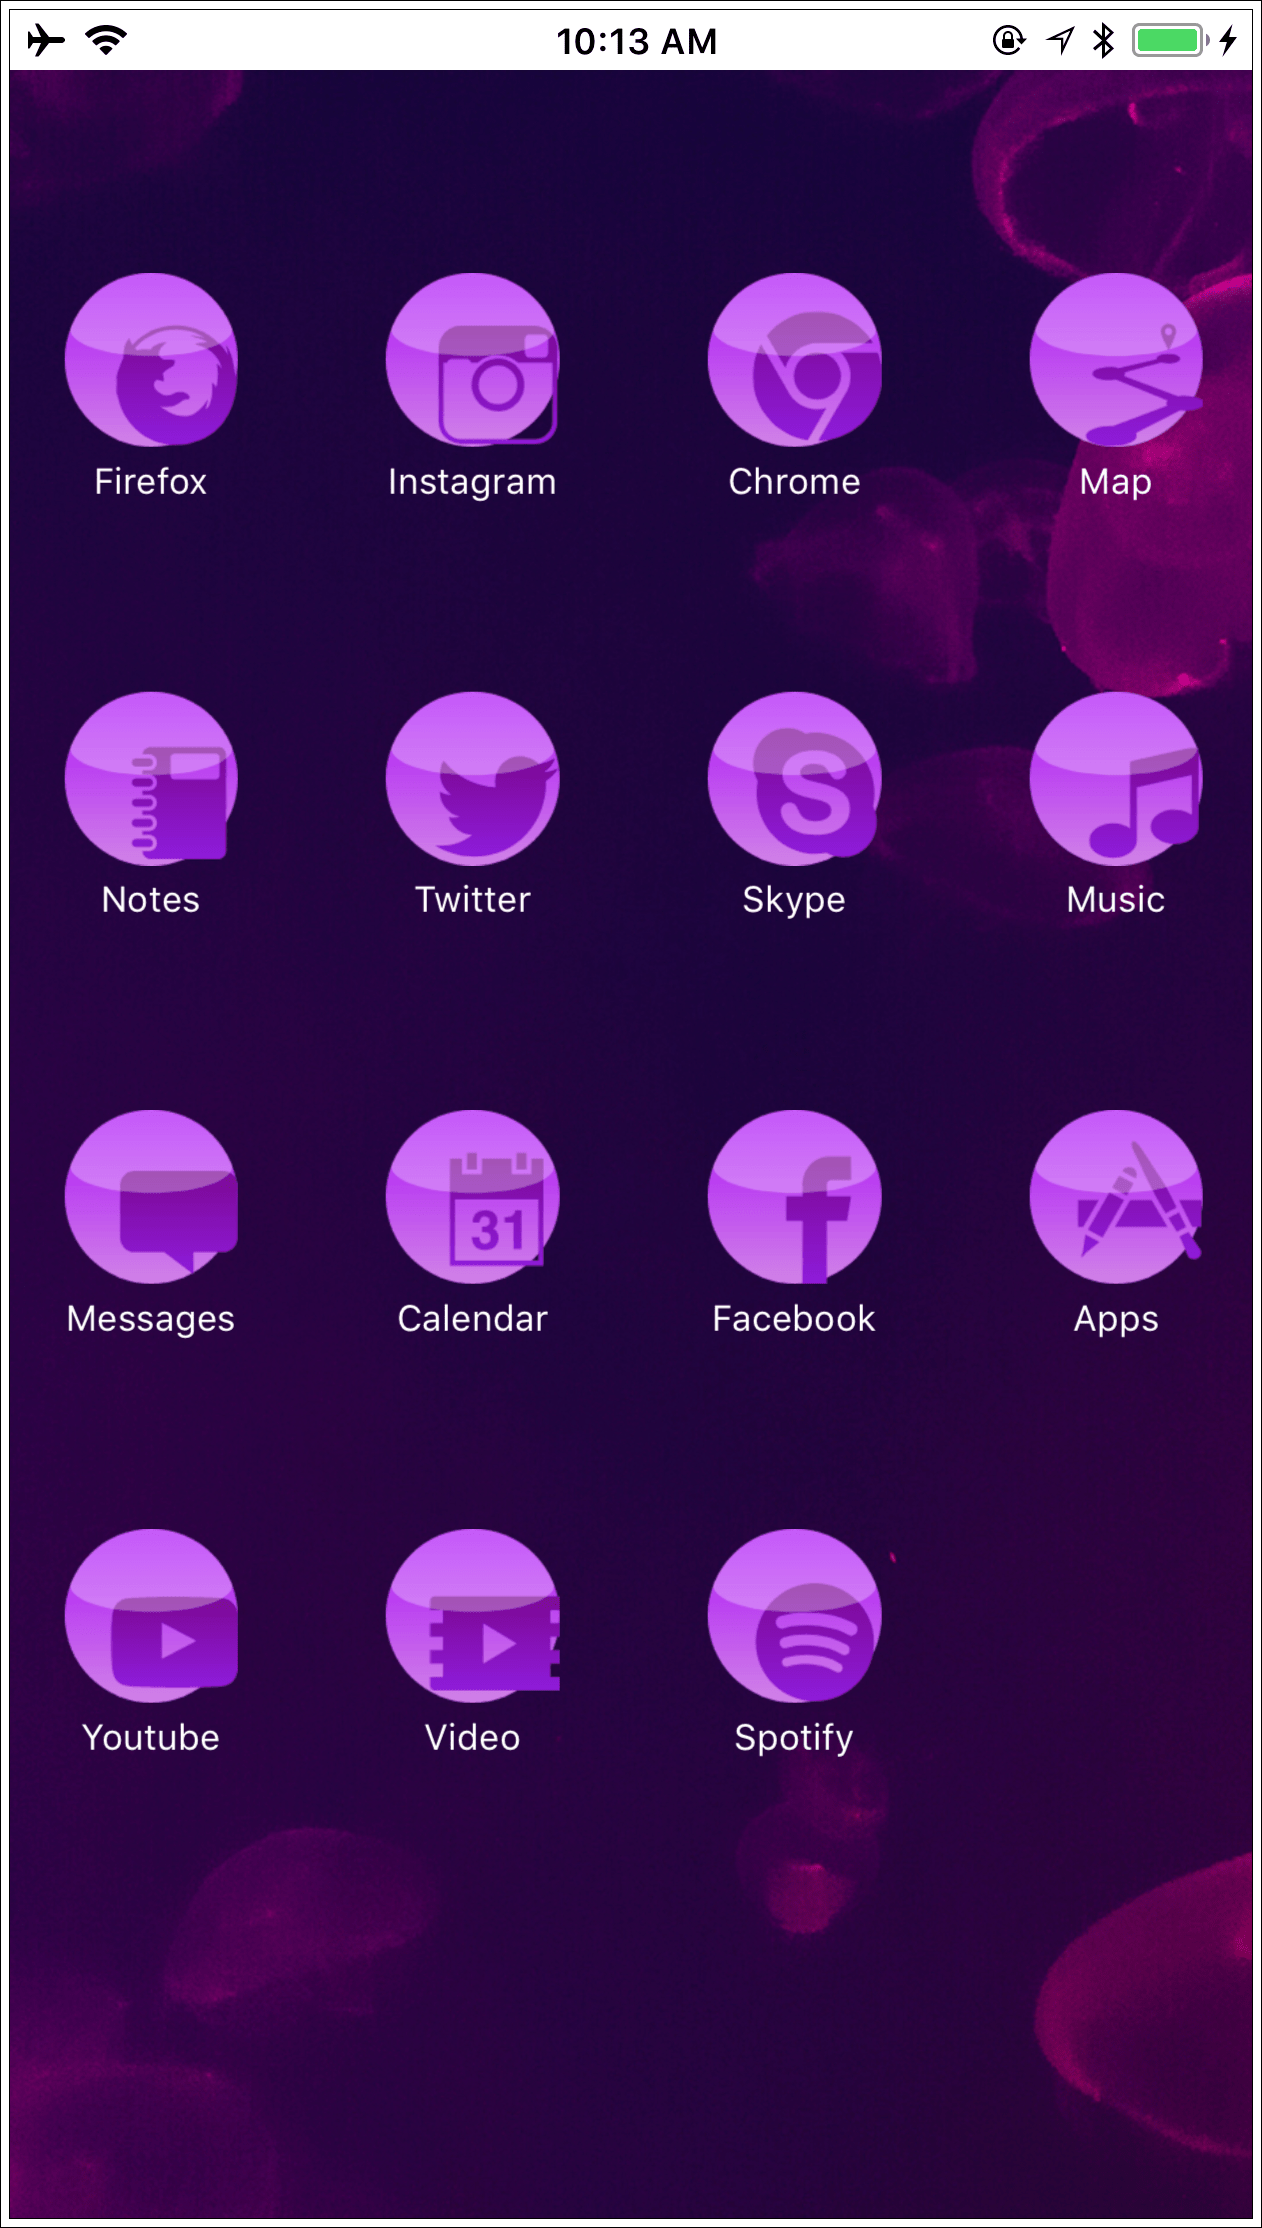 10:13 AM
Firefox Instagram Chrome Map
Notes Twitter Skype Music
31
Messages Calendar Facebook Apps
Youtube Video Spotify